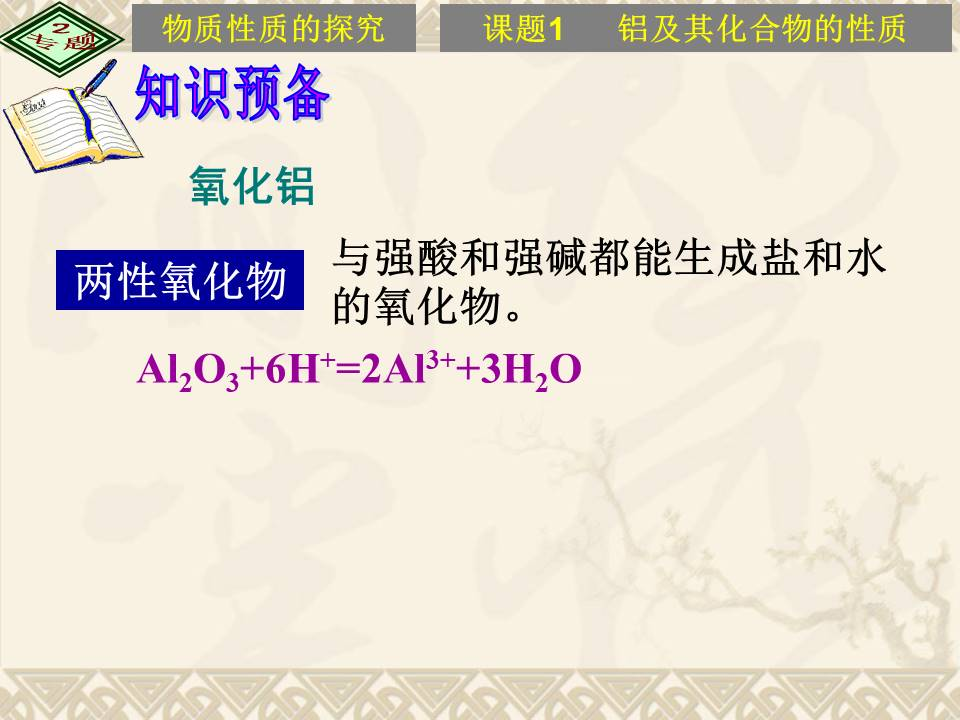 2
专题
物质性质的探究
课题1 铝及其化合物的性质
知识预备
氧化铝
两性氧化物
与强酸和强碱都能生成盐和水
的氧化物。
Al₂O₃+6H⁺=2Al³⁺+3H₂O